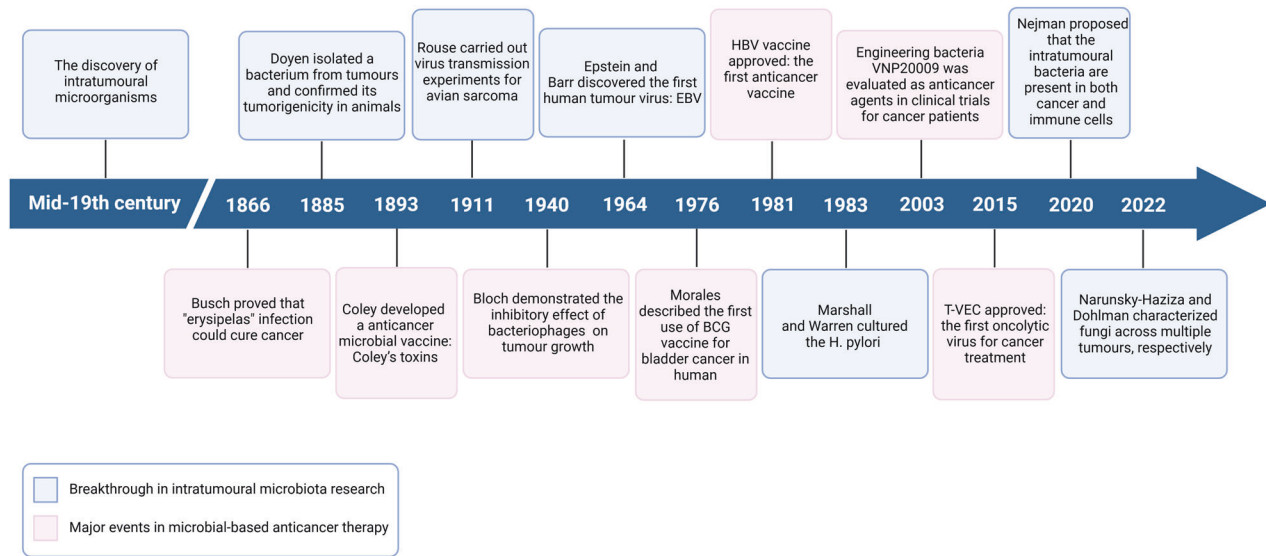 The discovery of
intratumoural
microorganisms
Doyen isolated a
bacterium from tumours
and confirmed its
tumorigenicity in animals
Rouse carried out
virus transmission
experiments for
avian sarcoma
Epstein and
Barr discovered the first
human tumour virus: EBV
HBV vaccine
approved: the
first anticancer
vaccine
Engineering bacteria
VNP20009 was
evaluated as anticancer
agents in clinical trials
for cancer patients
Nejman proposed
that the
intratumoural
bacteria are
present in both
cancer and
immune cells
Mid-19th century 1866 1885 1893 1911 1940 1964 1976 1981 1983 2003 2015 2020 2022
Busch proved that
"erysipelas" infection
could cure cancer
Coley developed
a anticancer
microbial vaccine:
Coley's toxins
Bloch demonstrated the
inhibitory effect of
bacteriophages on
tumour growth
Morales
described the first
use of BCG
vaccine for
bladder cancer in
human
Marshall
and Warren cultured
the H. pylori
T-VEC approved:
the first oncolytic
virus for cancer
treatment
Narunsky-Haziza and
Dohlman characterized
fungi across multiple
tumours, respectively
Breakthrough in intratumoural microbiota research
Major events in microbial-based anticancer therapy